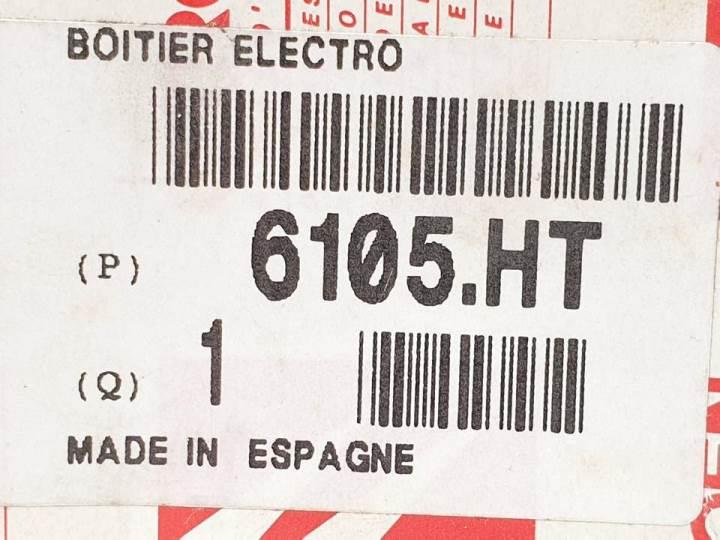 BOITIER ELECTRO
(P) 6105.HT
(Q) 1
MADE IN ESPAGNE